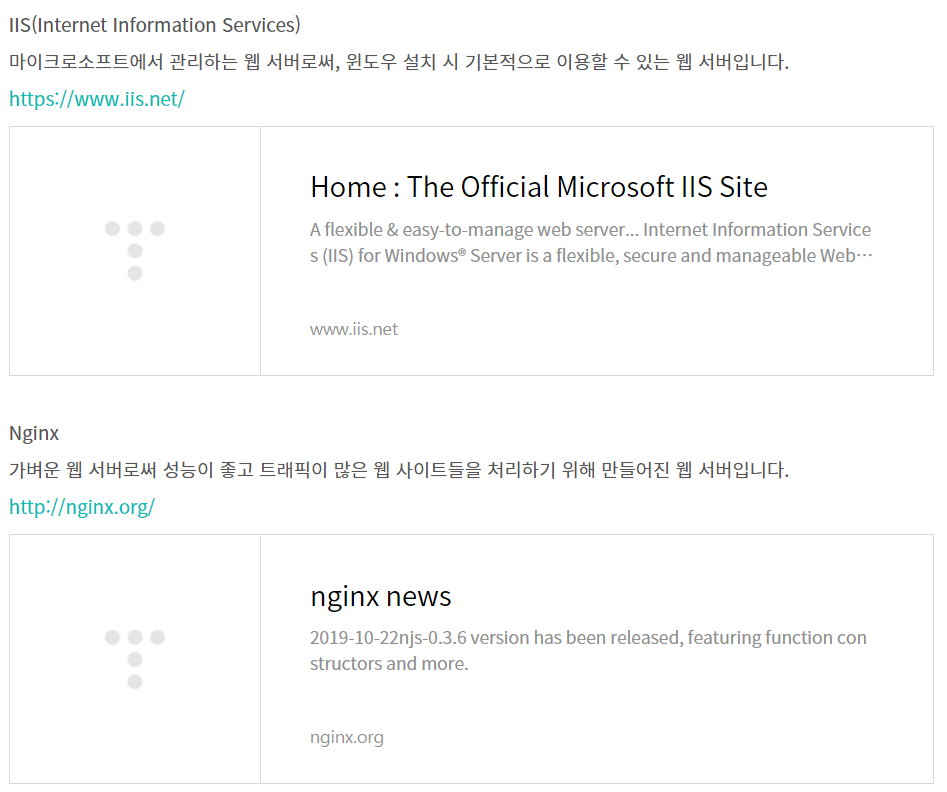 IIS(Internet Information Services)
마이크로소프트에서 관리하는 웹 서버로써, 윈도우 설치 시 기본적으로 이용할 수 있는 웹 서버입니다.
https://www.iis.net/
Home : The Official Microsoft IIS Site
A flexible & easy-to-manage web server... Internet Information Service
s (IIS) for Windows® Server is a flexible, secure and manageable Web…
www.iis.net
Nginx
가벼운 웹 서버로써 성능이 좋고 트래픽이 많은 웹 사이트들을 처리하기 위해 만들어진 웹 서버입니다.
http://nginx.org/
nginx news
2019-10-22njs-0.3.6 version has been released, featuring function con
structors and more.
nginx.org